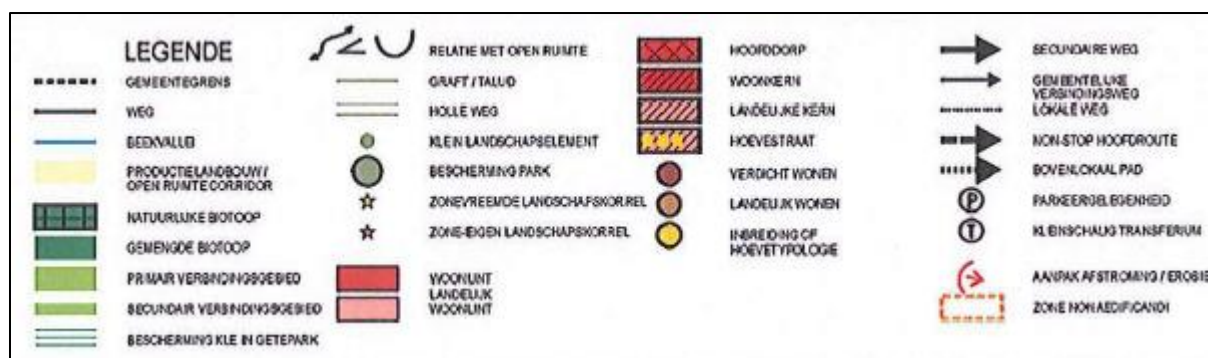 LEGENDE
GEMEENTEGRENS
WEG
BEEKVALLEI
PRODUCTIELANDBOUW /
OPEN RUIMTE CORRIDOR
NATUURLIJKE BIOTOOP
GEMENGDE BIOTOOP
PRIMAIR VERBINDINGSGEBIED
SECUNDAIR VERBINDINGSGEBIED
BESCHERMING KLEIN GETEPARK
RELATIE MET OPEN RUIMTE
GRAFT / TALUD
HOLLE WEG
KLEIN LANDSCHAPSELEMENT
BESCHERMING PARK
ZONEVREEMDE LANDSCHAPSKORREL
ZONE-EIGEN LANDSCHAPSKORREL
WOONLINT
LANDELIJK
WOONLINT
HOOFDDORP
WOONKERN
LANDELIJKE KERN
HOEVESTRAAT
VERDICHT WONEN
LANDELIJK WONEN
INBREIDING OF
HOEVETYPOLOGIE
SECUNDAIRE WEG
GEMEENTELIJKE
VERBINDINGSWEG
LOKALE WEG
NON-STOP HOOFDROUTE
BOVENLOKAAL PAD
P PARKEERGELEGENHEID
T KLEINSCHALIG TRANSFERIUM
AANPAK AFSTROMING / EROSIE
ZONE NON AEDIFICANDI